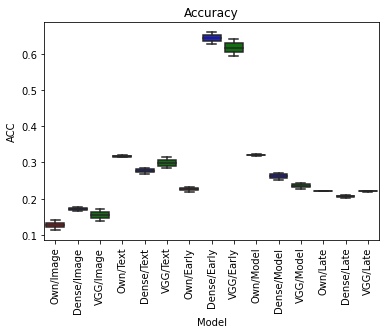 Accuracy
ACC
0.6
0.5
0.4
0.3
0.2
0.1
Own/Image
Dense/Image
VGG/Image
Own/Text
Dense/Text
VGG/Text
Own/Early
Dense/Early
VGG/Early
Own/Model
Dense/Model
VGG/Model
Own/Late
Dense/Late
VGG/Late
Model